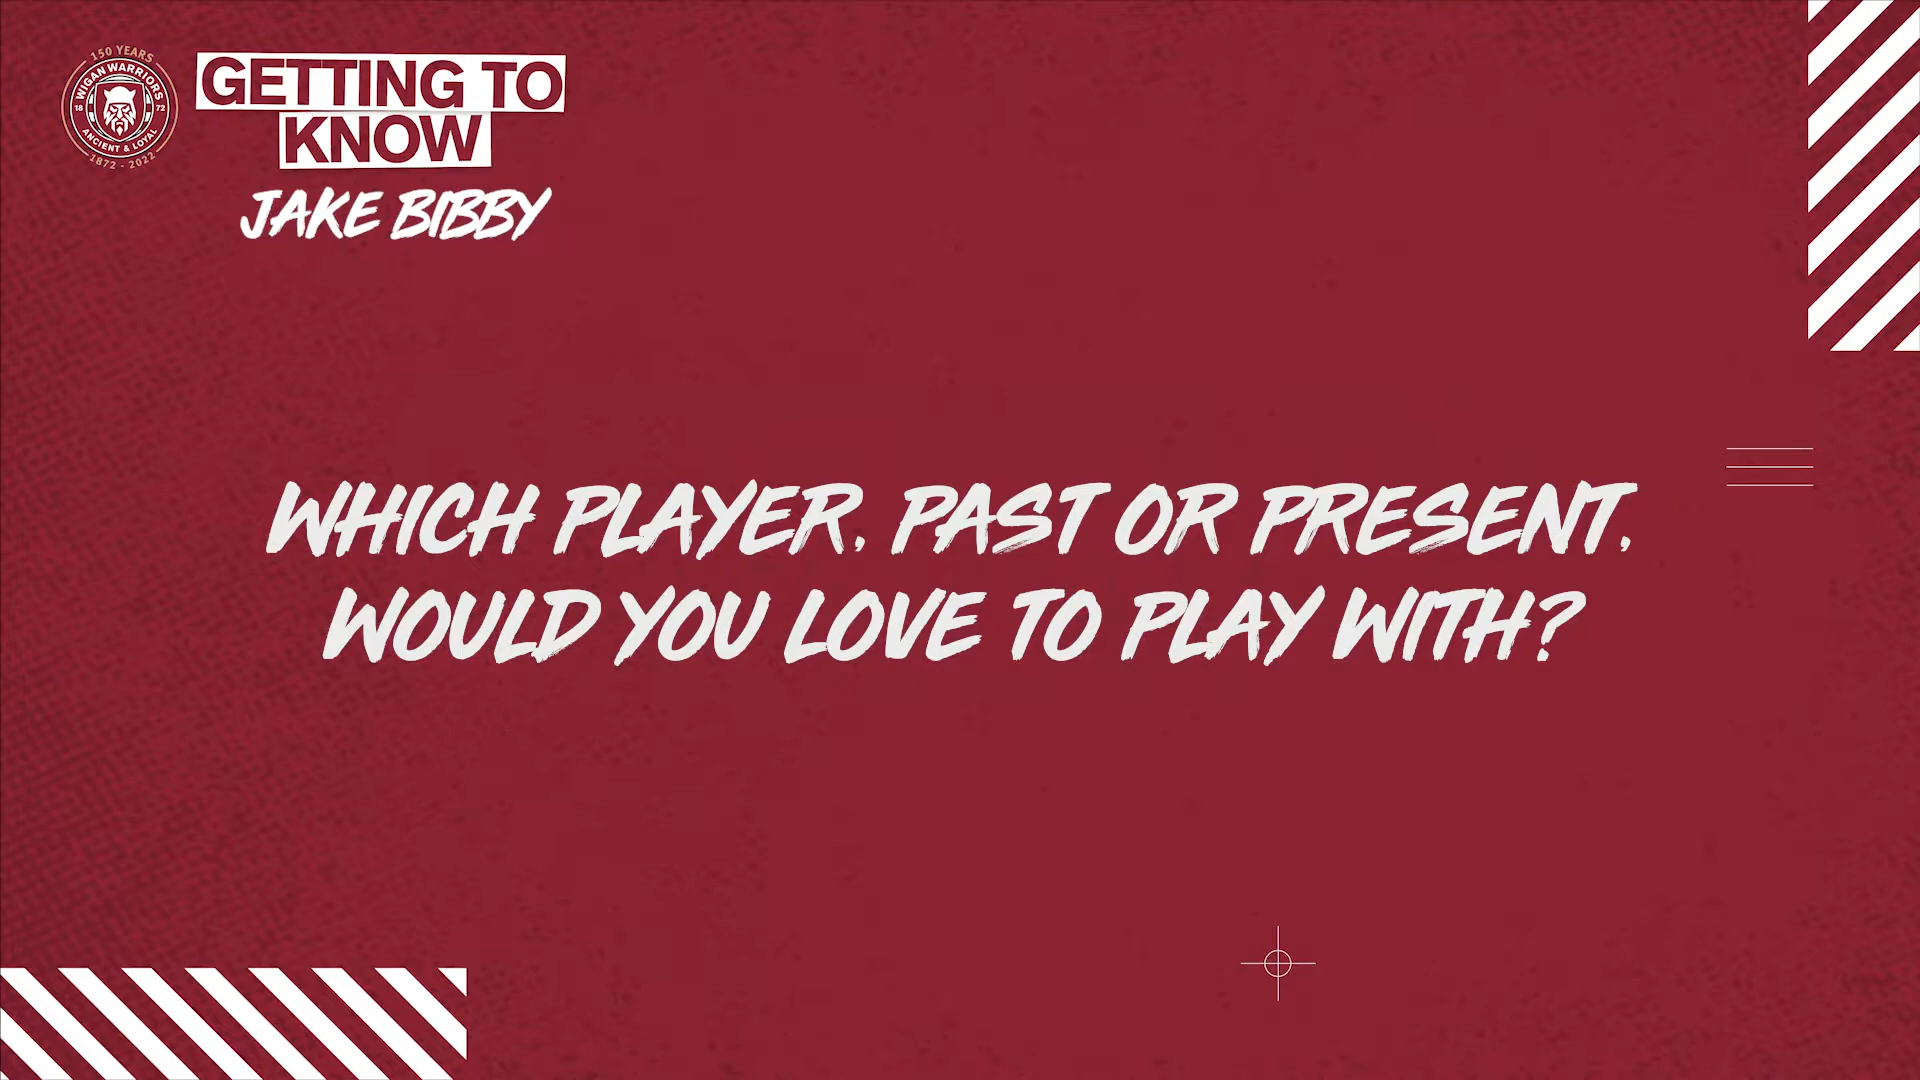 150 YEARS
WIGAN WARRIORS
18 72
ANCIENT & LOYAL
1872 - 2022
GETTING TO
KNOW
JAKE BIBBY
WHICH PLAYER, PAST OR PRESENT,
WOULD YOU LOVE TO PLAY WITH?